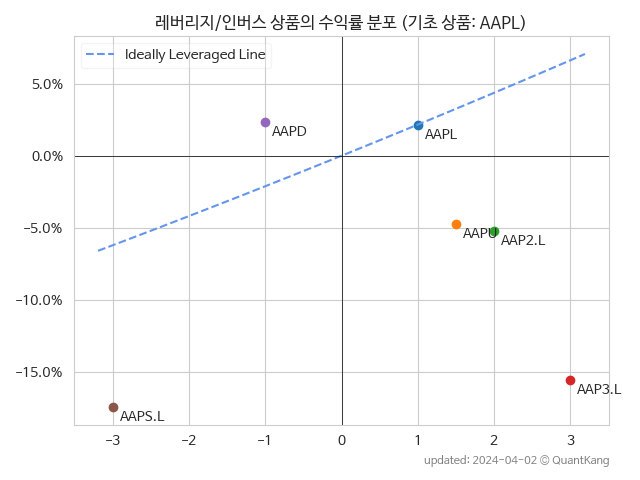 레버리지/인버스 상품의 수익률 분포 (기초 상품: AAPL)
Ideally Leveraged Line
5.0%
AAPD
AAPL
0.0%
−5.0%
AAPU
AAP2.L
−10.0%
−15.0%
AAP3.L
AAPS.L
−3 −2 −1 0 1 2 3
updated: 2024-04-02 © QuantKang